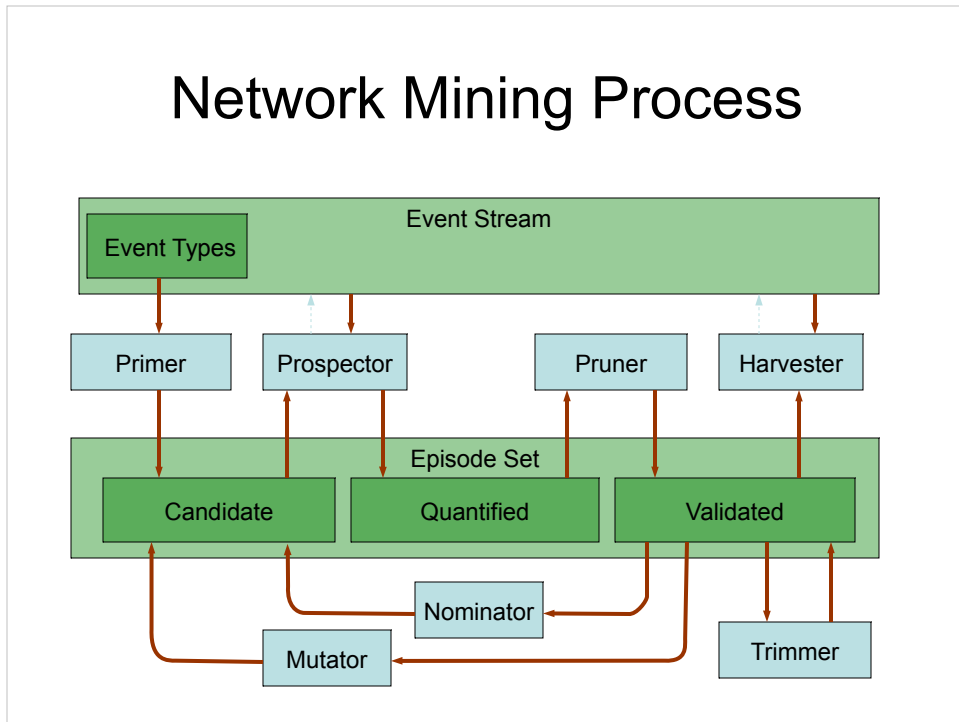 Network Mining Process
Event Stream
Event Types
Primer
Prospector
Pruner
Harvester
Episode Set
Candidate
Quantified
Validated
Nominator
Mutator
Trimmer